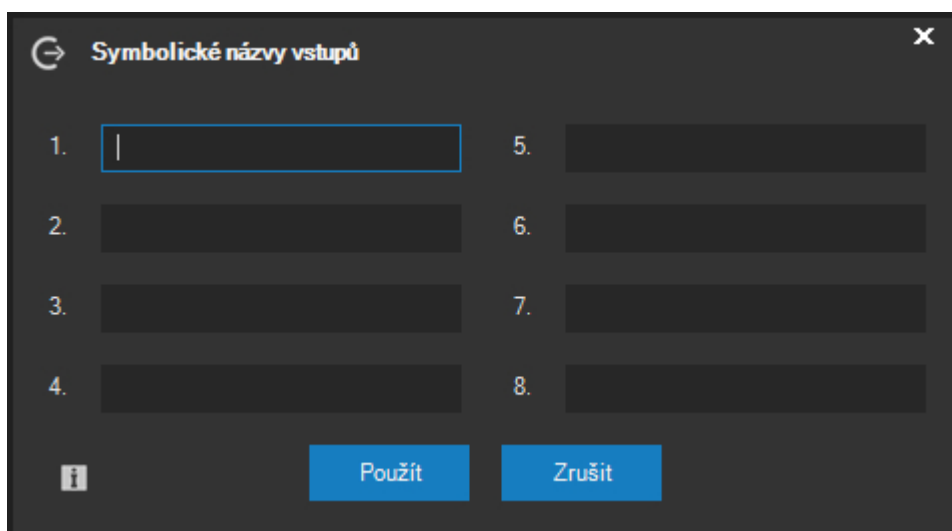 Symbolické názvy vstupů
1.
2.
3.
4.
5.
6.
7.
8.
Použít
Zrušit